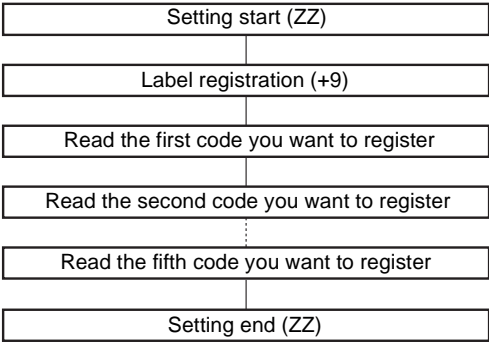 Setting start (ZZ)
Label registration (+9)
Read the first code you want to register
Read the second code you want to register
Read the fifth code you want to register
Setting end (ZZ)